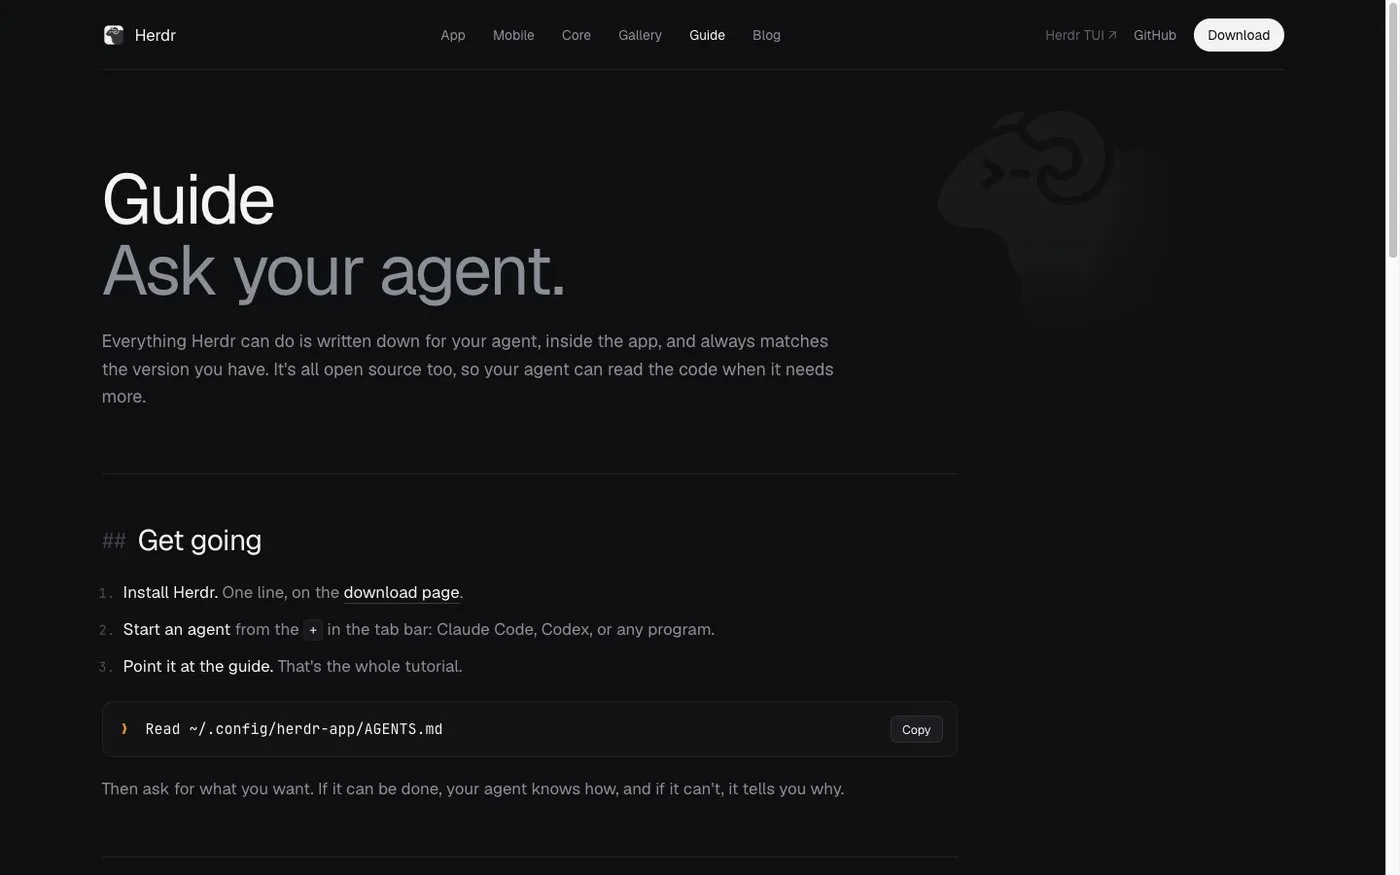 Herdr
App Mobile Core Gallery Guide Blog
Herdr TUI ↗ GitHub Download
Guide
Ask your agent.
Everything Herdr can do is written down for your agent, inside the app, and always matches
the version you have. It's all open source too, so your agent can read the code when it needs
more.
## Get going
1. Install Herdr. One line, on the download page.
2. Start an agent from the + in the tab bar: Claude Code, Codex, or any program.
3. Point it at the guide. That's the whole tutorial.
❯ Read ~/.config/herdr-app/AGENTS.md
Copy
Then ask for what you want. If it can be done, your agent knows how, and if it can't, it tells you why.